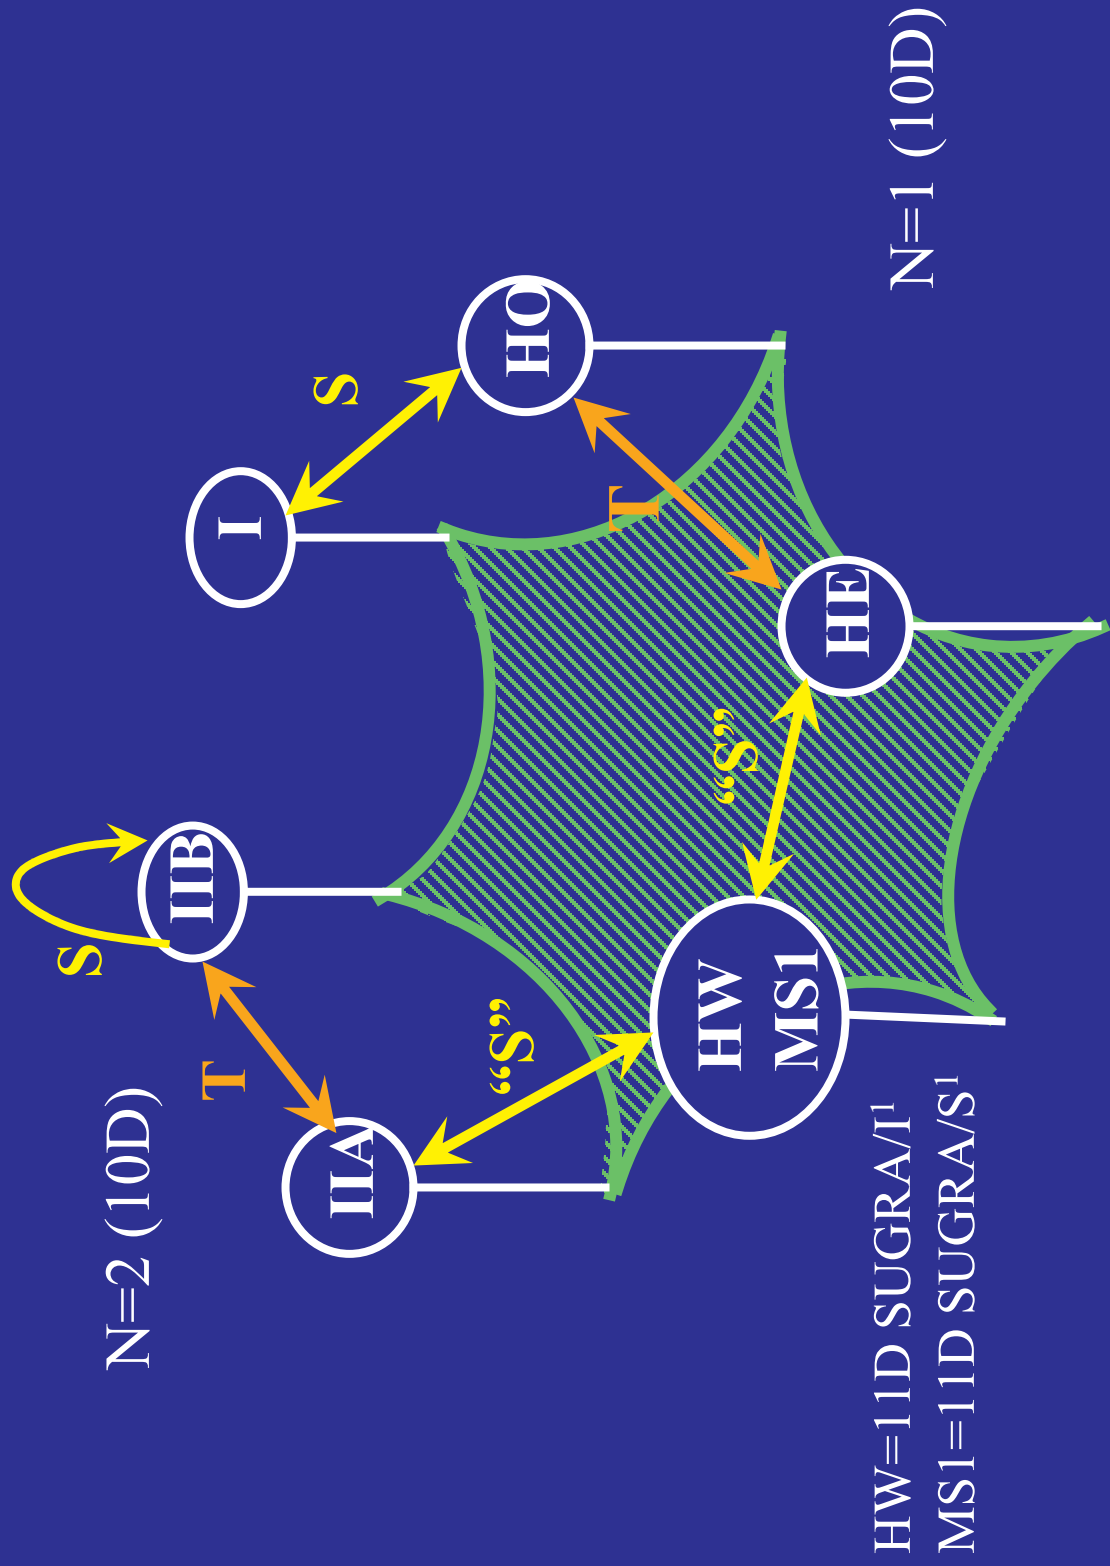 S
N=2 (10D)
IIB
T
I
S
IIA
“S”
HO
T
HW
MS1
“S”
HE
HW=11D SUGRA/I¹
MS1=11D SUGRA/S¹
N=1 (10D)